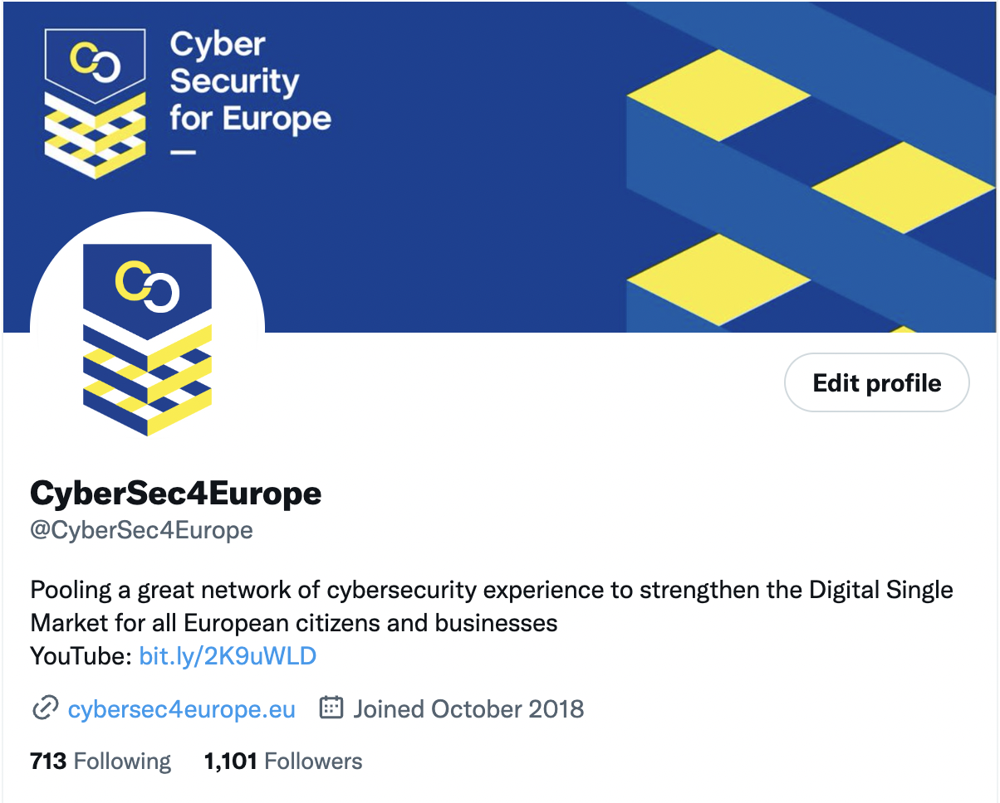 Cyber
Security
for Europe
Edit profile
CyberSec4Europe
@CyberSec4Europe
Pooling a great network of cybersecurity experience to strengthen the Digital Single
Market for all European citizens and businesses
YouTube: bit.ly/2K9uWLD
cybersec4europe.eu Joined October 2018
713 Following 1,101 Followers